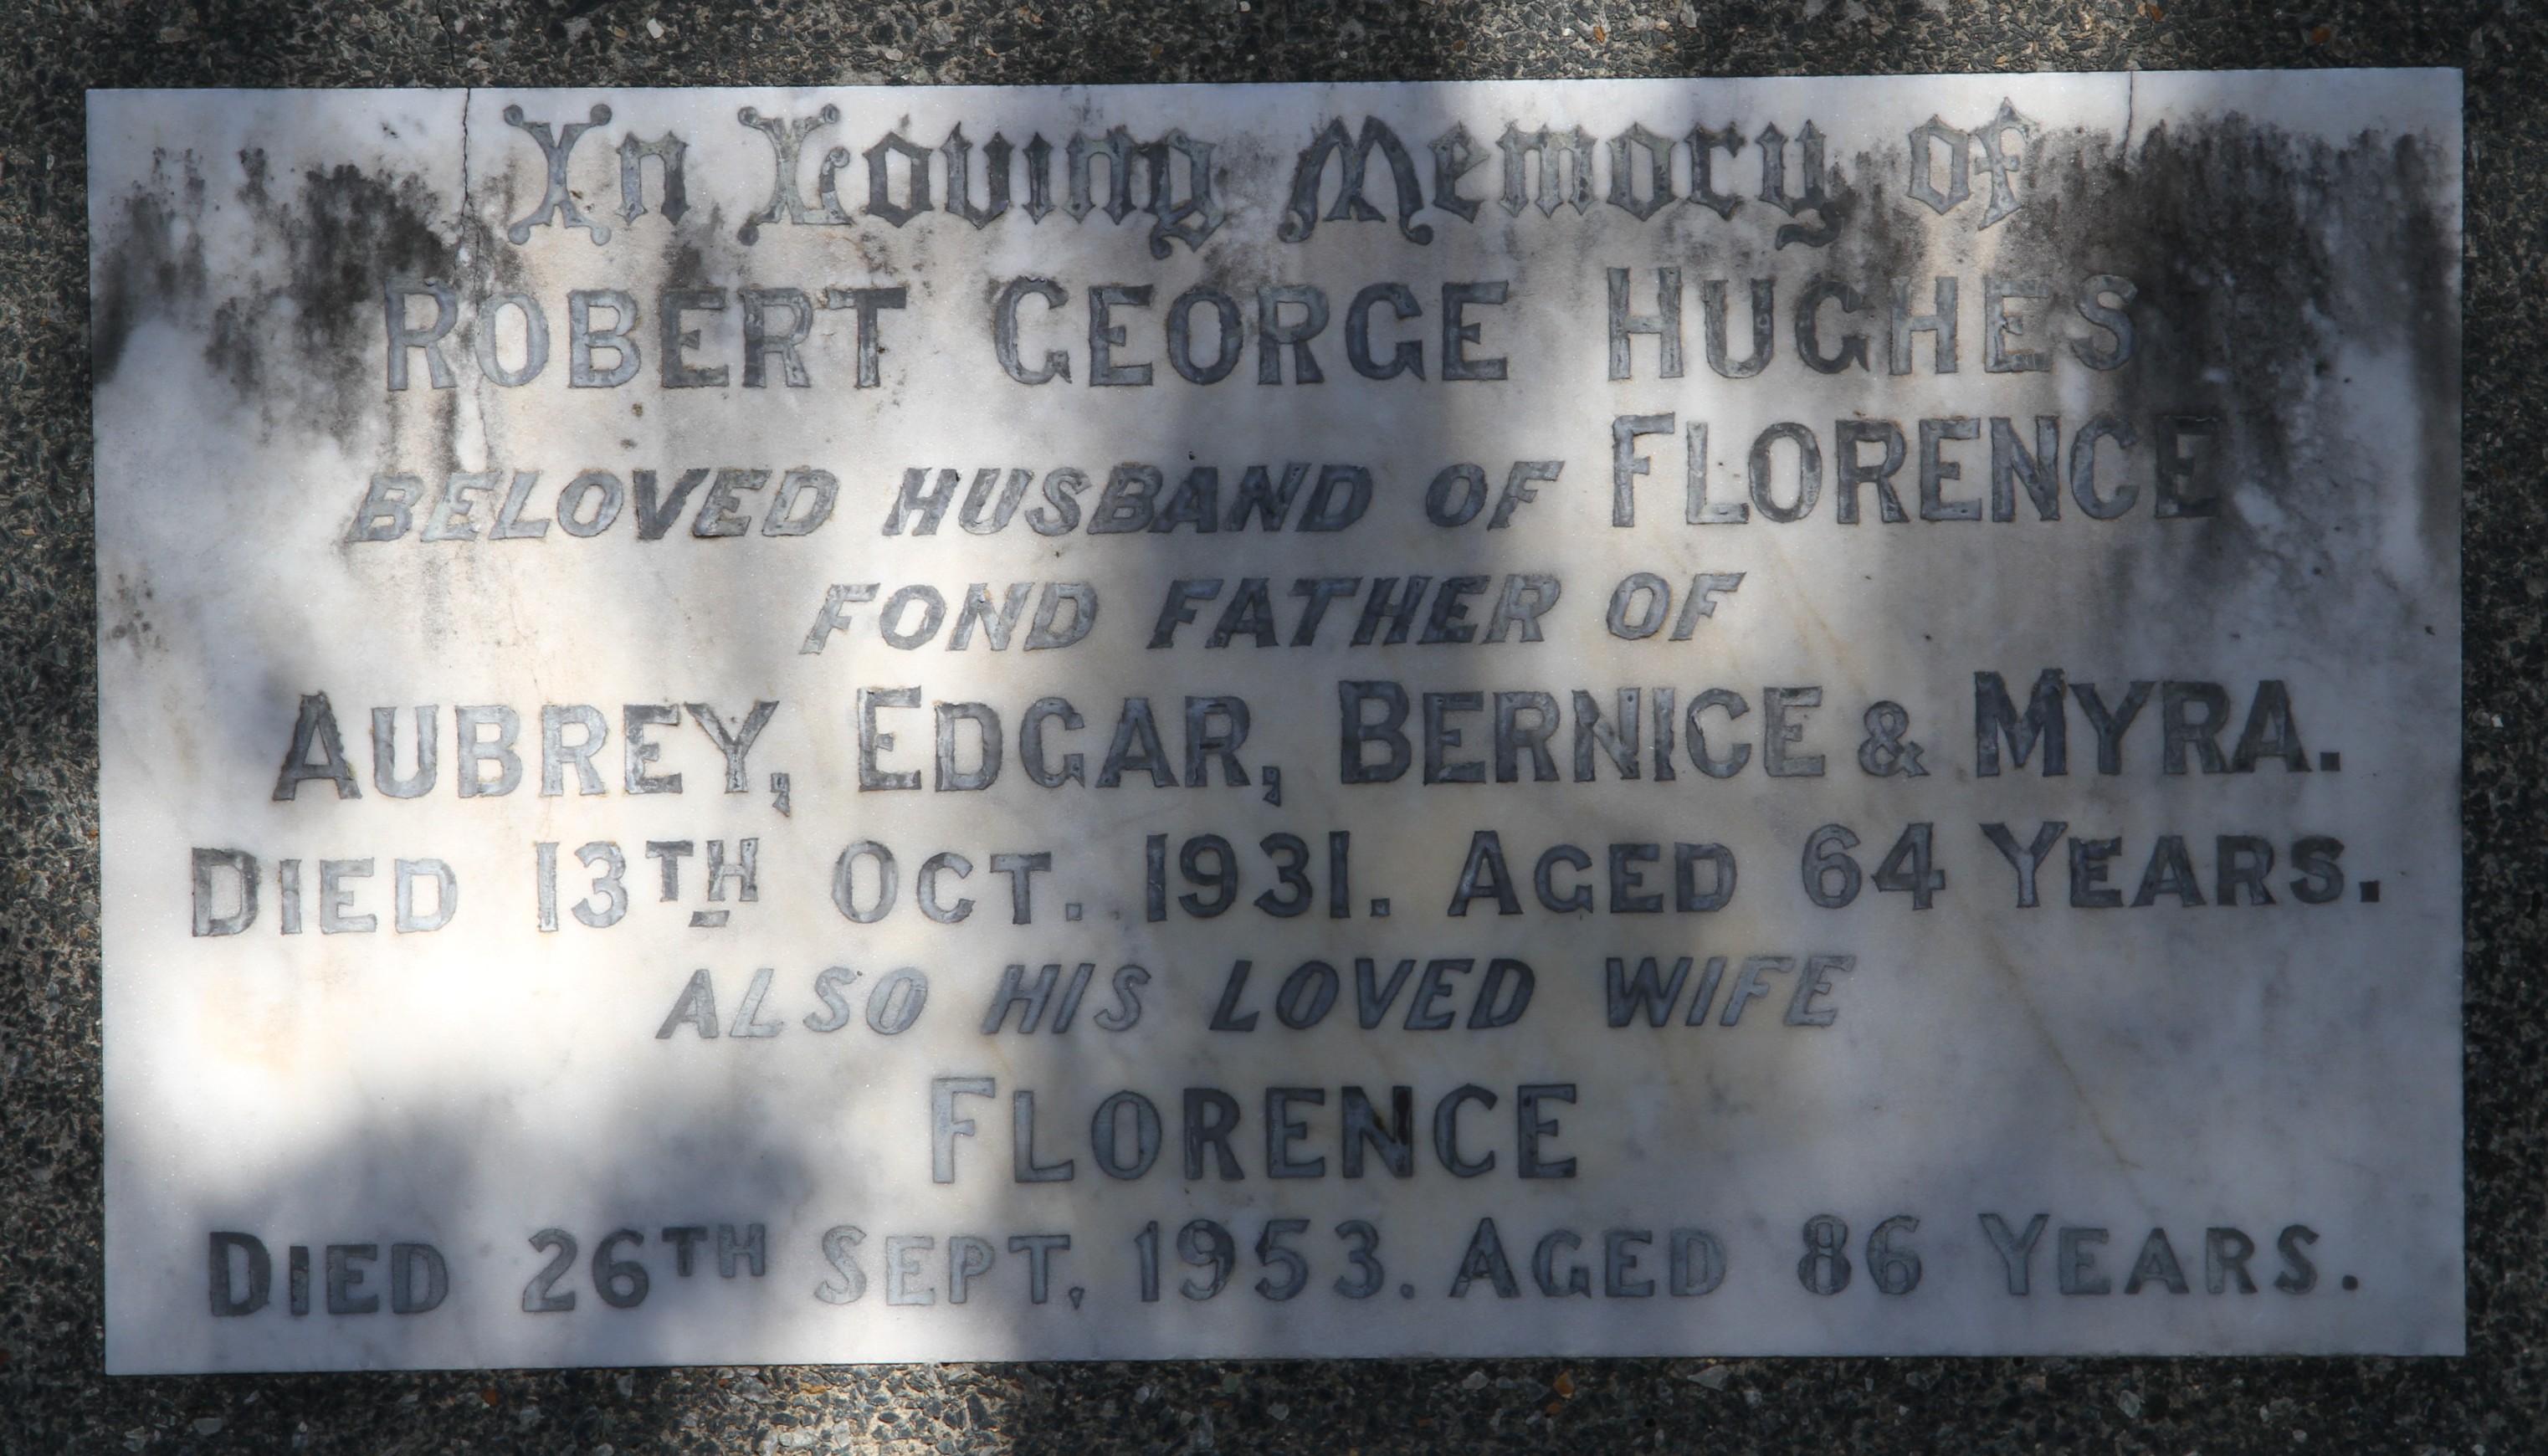 In Loving Memory of
ROBERT GEORGE HUGHES
BELOVED HUSBAND OF FLORENCE
FOND FATHER OF
AUBREY, EDGAR, BERNICE & MYRA.
DIED 13TH OCT. 1931. AGED 64 YEARS.
ALSO HIS LOVED WIFE
FLORENCE
DIED 26TH SEPT. 1953. AGED 86 YEARS.